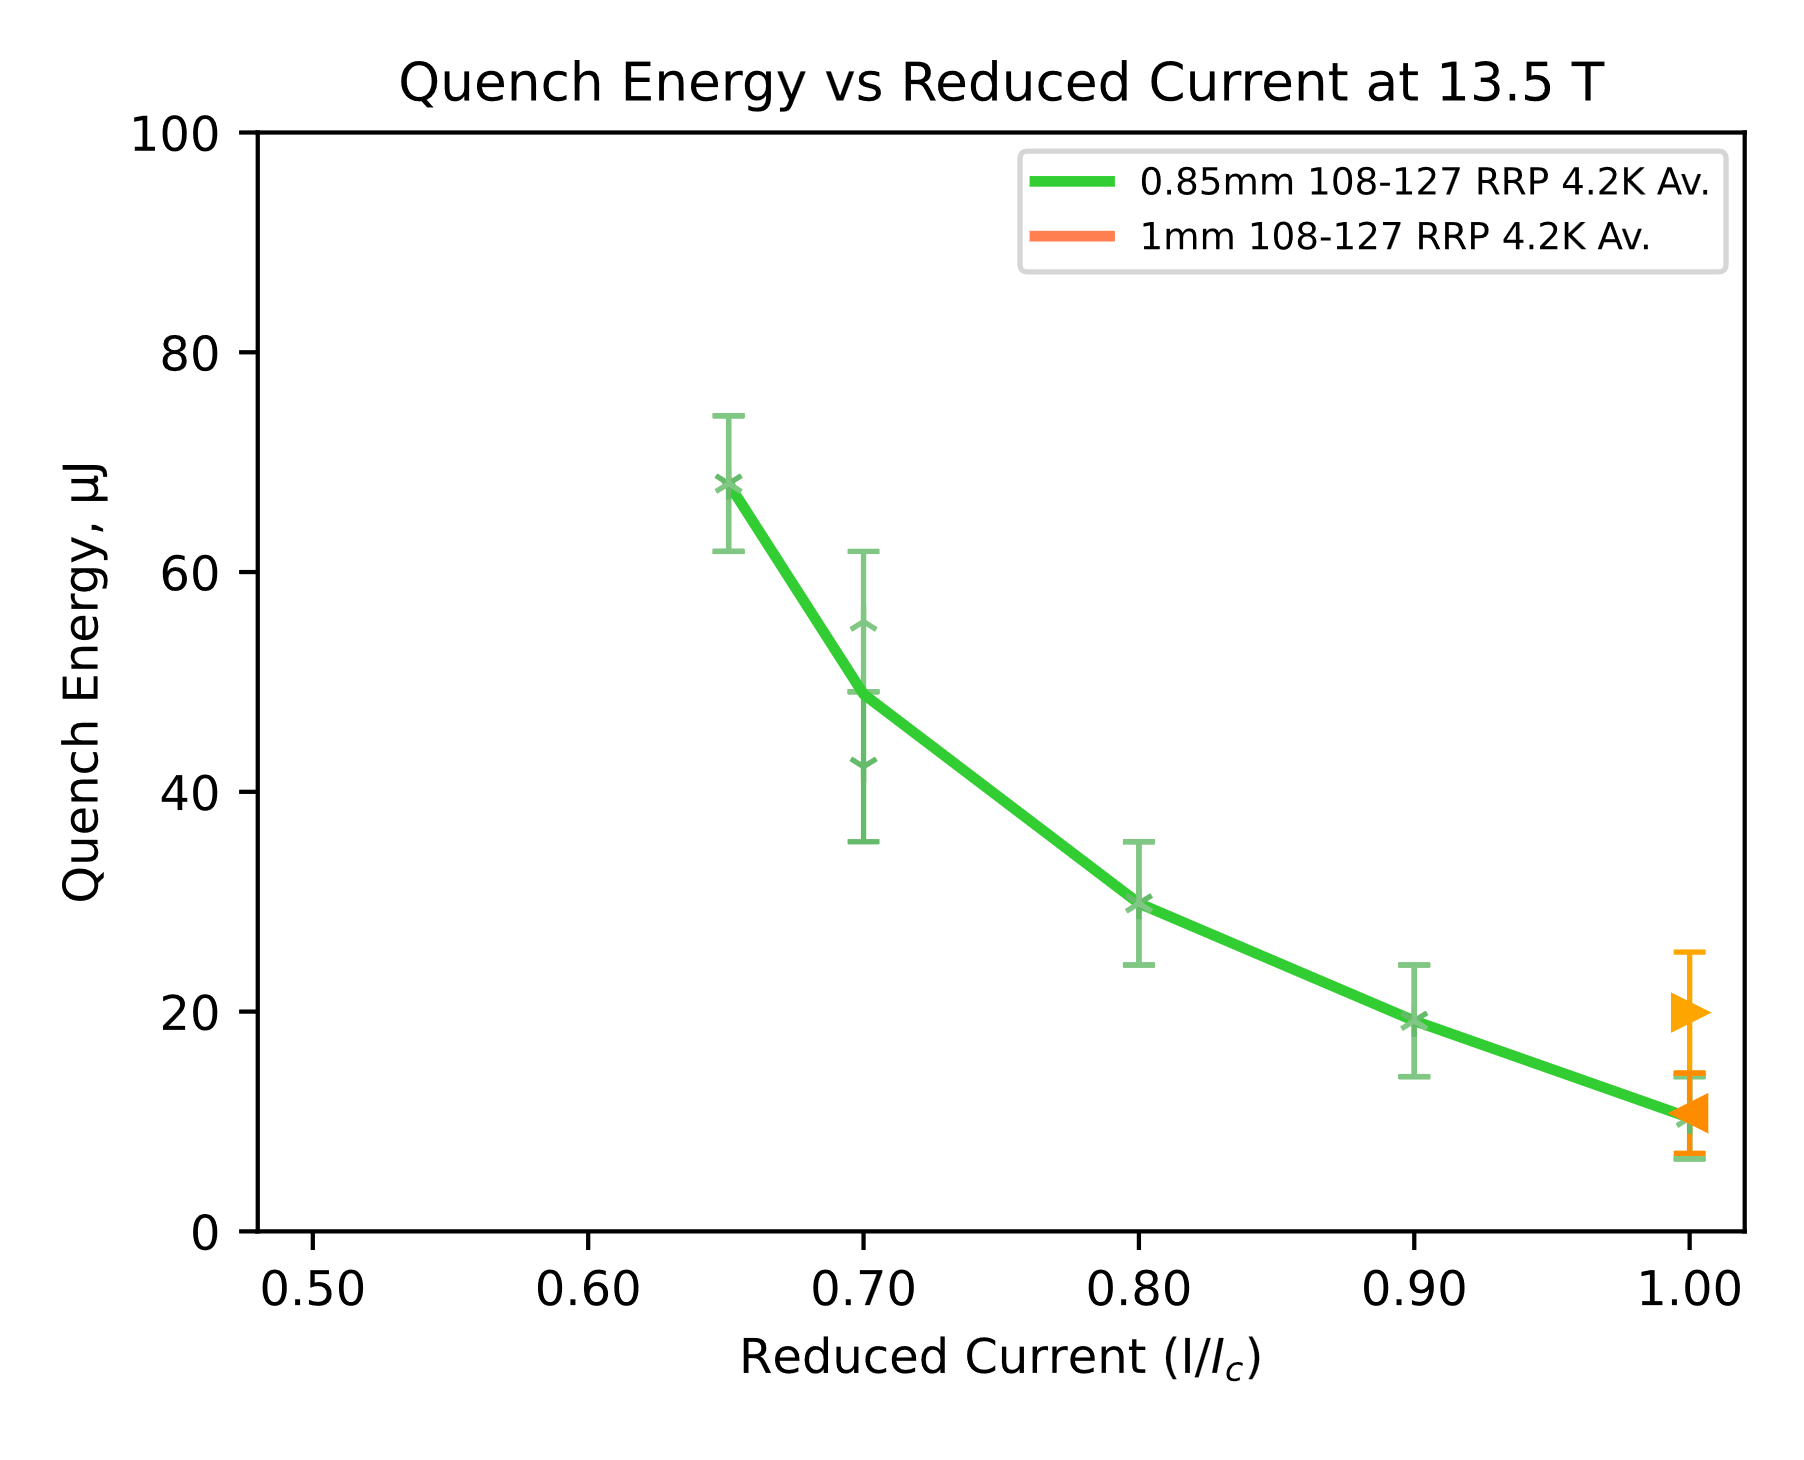 Quench Energy vs Reduced Current at 13.5 T
100
80
60
40
20
0
Quench Energy, µJ
0.85mm 108-127 RRP 4.2K Av.
1mm 108-127 RRP 4.2K Av.
0.50 0.60 0.70 0.80 0.90 1.00
Reduced Current (I/I_c)